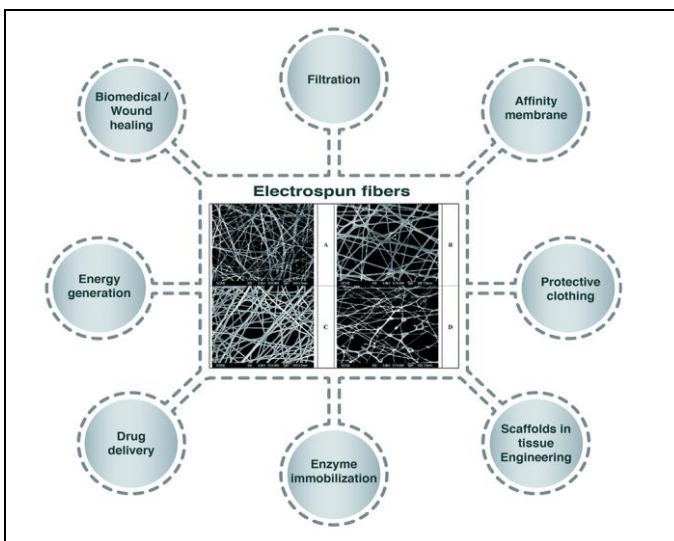 Filtration
Biomedical /
Wound
healing
Affinity
membrane
Electrospun fibers
A
B
Energy
generation
Protective
clothing
C
D
Drug
delivery
Enzyme
immobilization
Scaffolds in
tissue
Engineering